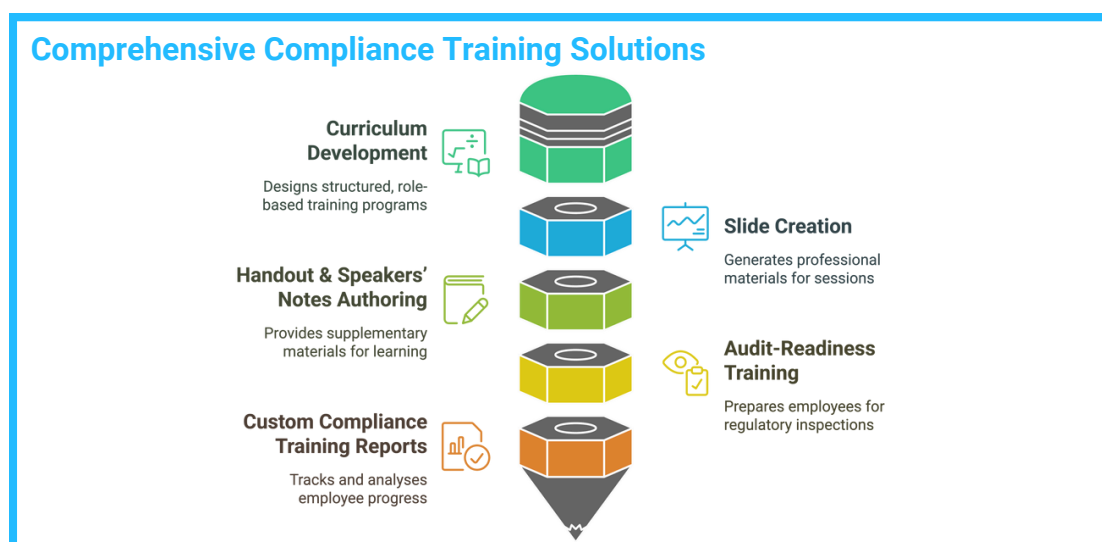 Comprehensive Compliance Training Solutions
Curriculum
Development
Designs structured, role-
based training programs
Slide Creation
Generates professional
materials for sessions
Handout & Speakers’
Notes Authoring
Provides supplementary
materials for learning
Audit-Readiness
Training
Prepares employees for
regulatory inspections
Custom Compliance
Training Reports
Tracks and analyses
employee progress